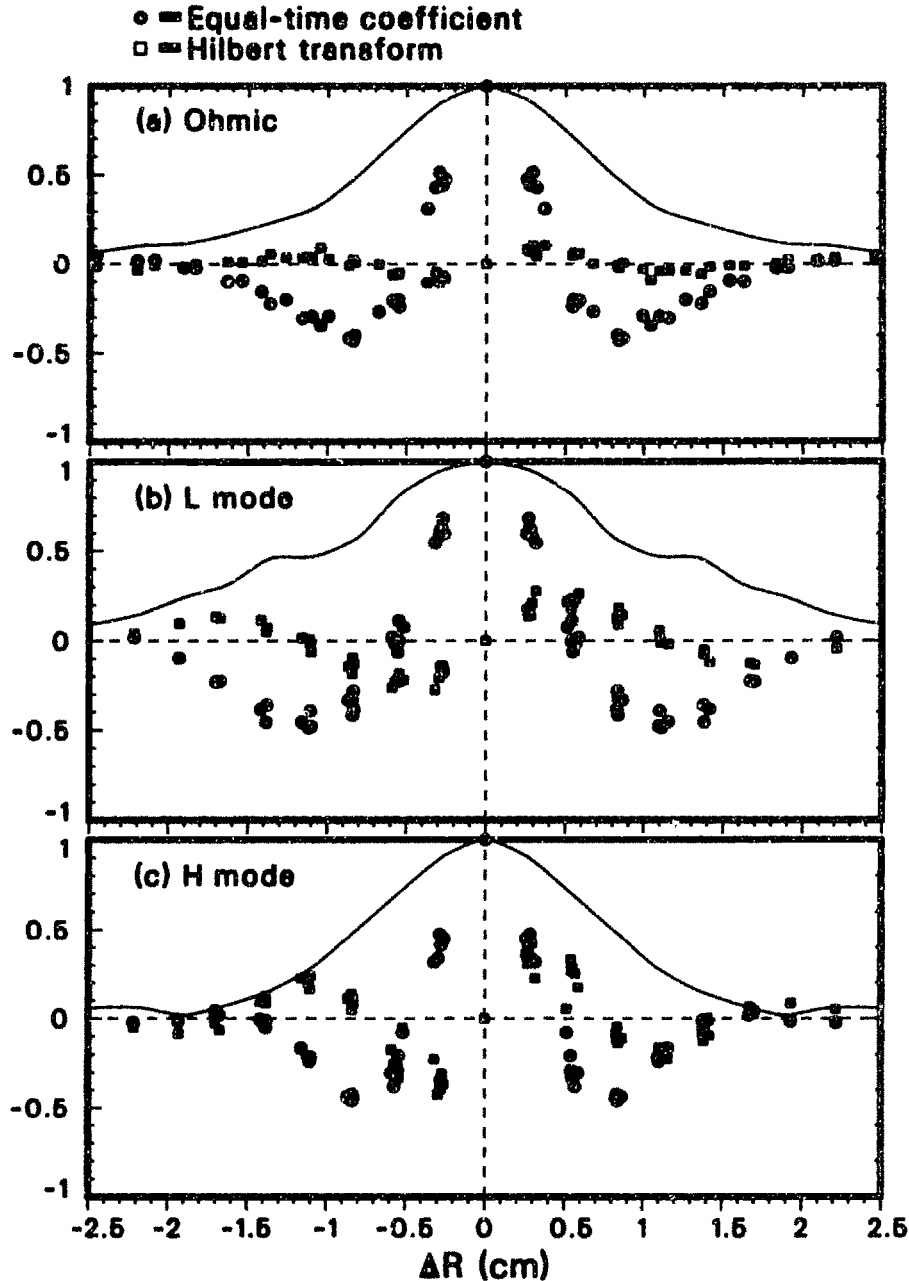 Equal-time coefficient
Hilbert transform
(a) Ohmic
1
0.5
0
-0.5
-1
(b) L mode
1
0.5
0
-0.5
-1
(c) H mode
1
0.5
0
-0.5
-1
-2.5 -2 -1.5 -1 -0.5 0 0.5 1 1.5 2 2.5
ΔR (cm)